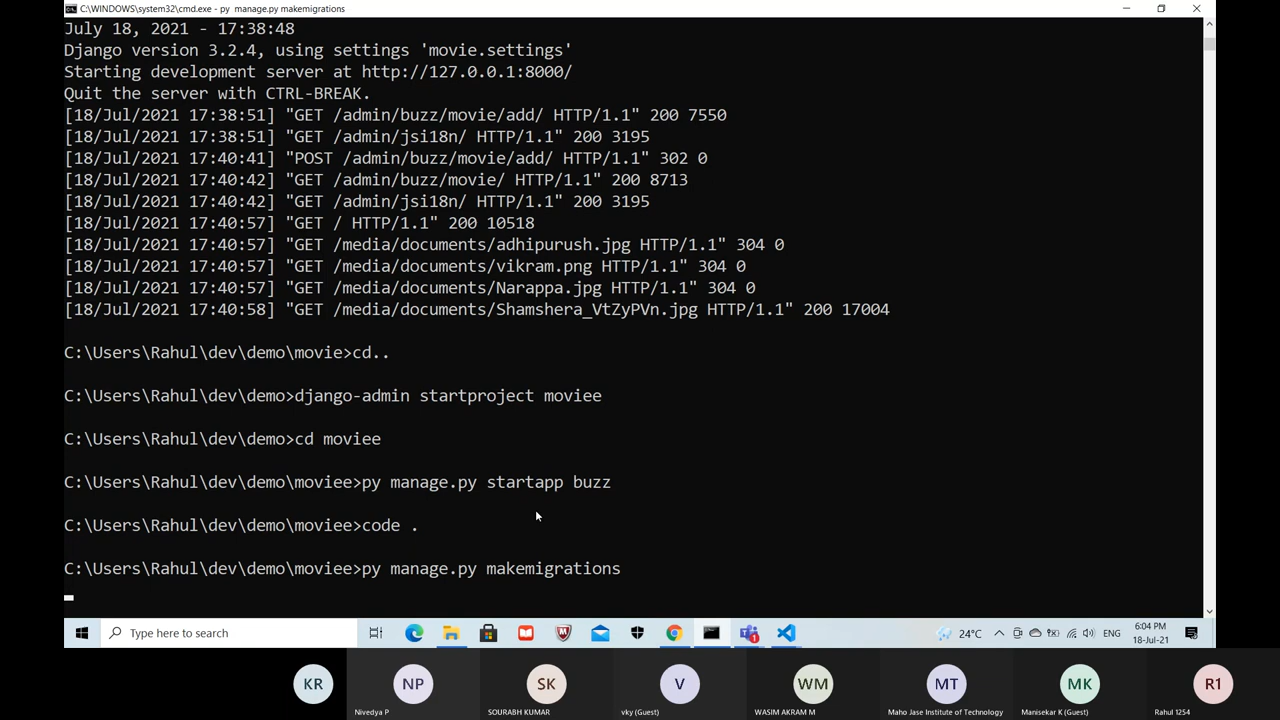 C:\WINDOWS\system32\cmd.exe - py manage.py makemigrations
July 18, 2021 - 17:38:48
Django version 3.2.4, using settings 'movie.settings'
Starting development server at http://127.0.0.1:8000/
Quit the server with CTRL-BREAK.
[18/Jul/2021 17:38:51] "GET /admin/buzz/movie/add/ HTTP/1.1" 200 7550
[18/Jul/2021 17:38:51] "GET /admin/jsi18n/ HTTP/1.1" 200 3195
[18/Jul/2021 17:40:41] "POST /admin/buzz/movie/add/ HTTP/1.1" 302 0
[18/Jul/2021 17:40:42] "GET /admin/buzz/movie/ HTTP/1.1" 200 8713
[18/Jul/2021 17:40:42] "GET /admin/jsi18n/ HTTP/1.1" 200 3195
[18/Jul/2021 17:40:57] "GET / HTTP/1.1" 200 10518
[18/Jul/2021 17:40:57] "GET /media/documents/adhipurush.jpg HTTP/1.1" 304 0
[18/Jul/2021 17:40:57] "GET /media/documents/vikram.png HTTP/1.1" 304 0
[18/Jul/2021 17:40:57] "GET /media/documents/Narappa.jpg HTTP/1.1" 304 0
[18/Jul/2021 17:40:58] "GET /media/documents/Shamshera_VtZyPVn.jpg HTTP/1.1" 200 17004
C:\Users\Rahul\dev\demo\movie>cd..
C:\Users\Rahul\dev\demo>django-admin startproject moviee
C:\Users\Rahul\dev\demo>cd moviee
C:\Users\Rahul\dev\demo\moviee>py manage.py startapp buzz
C:\Users\Rahul\dev\demo\moviee>code .
C:\Users\Rahul\dev\demo\moviee>py manage.py makemigrations
Type here to search
24°C
ENG
6:04 PM
18-Jul-21
KR
NP
SK
V
WM
MT
MK
R1
Nivedya P
SOURABH KUMAR
vky (Guest)
WASIM AKRAM M
Maho Jase Institute of Technology
Manisekar K (Guest)
Rahul 1254